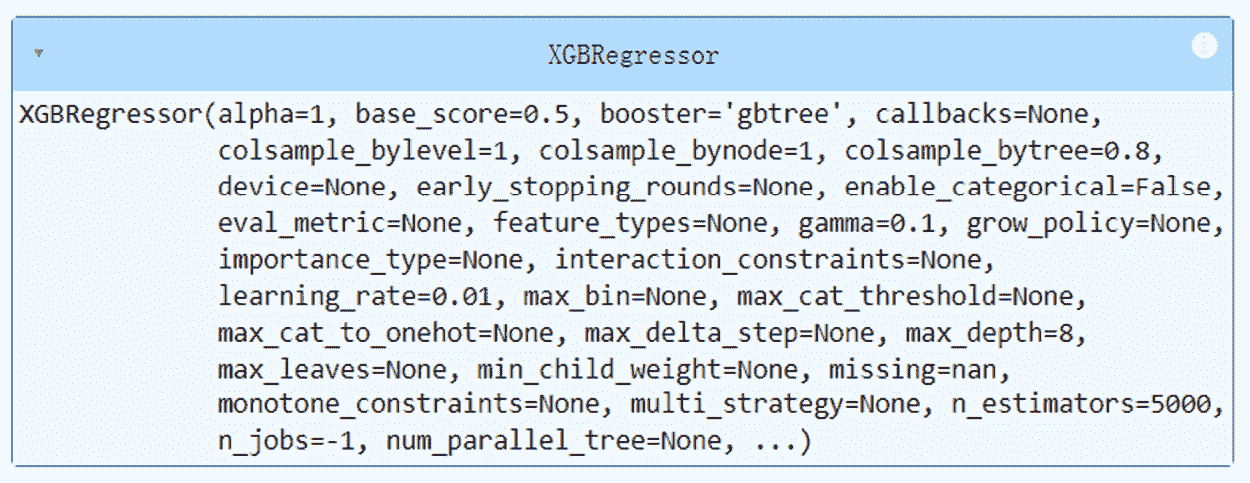 XGBRegressor
XGBRegressor(alpha=1, base_score=0.5, booster='gbtree', callbacks=None,
colsample_bylevel=1, colsample_bynode=1, colsample_bytree=0.8,
device=None, early_stopping_rounds=None, enable_categorical=False,
eval_metric=None, feature_types=None, gamma=0.1, grow_policy=None,
importance_type=None, interaction_constraints=None,
learning_rate=0.01, max_bin=None, max_cat_threshold=None,
max_cat_to_onehot=None, max_delta_step=None, max_depth=8,
max_leaves=None, min_child_weight=None, missing=nan,
monotone_constraints=None, multi_strategy=None, n_estimators=5000,
n_jobs=-1, num_parallel_tree=None, ...)